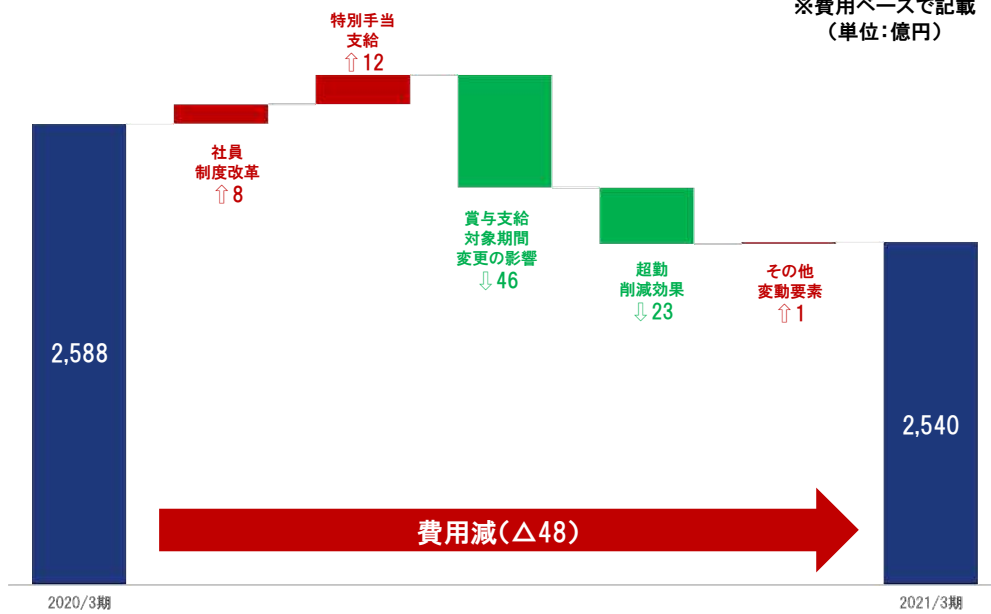 ※費用ベースで記載
（単位：億円）
特別手当
支給
⇧12
社員
制度改革
⇧8
賞与支給
対象期間
変更の影響
⇩46
超勤
削減効果
⇩23
その他
変動要素
⇧1
2,588
2,540
費用減（△48）
2020/3期
2021/3期